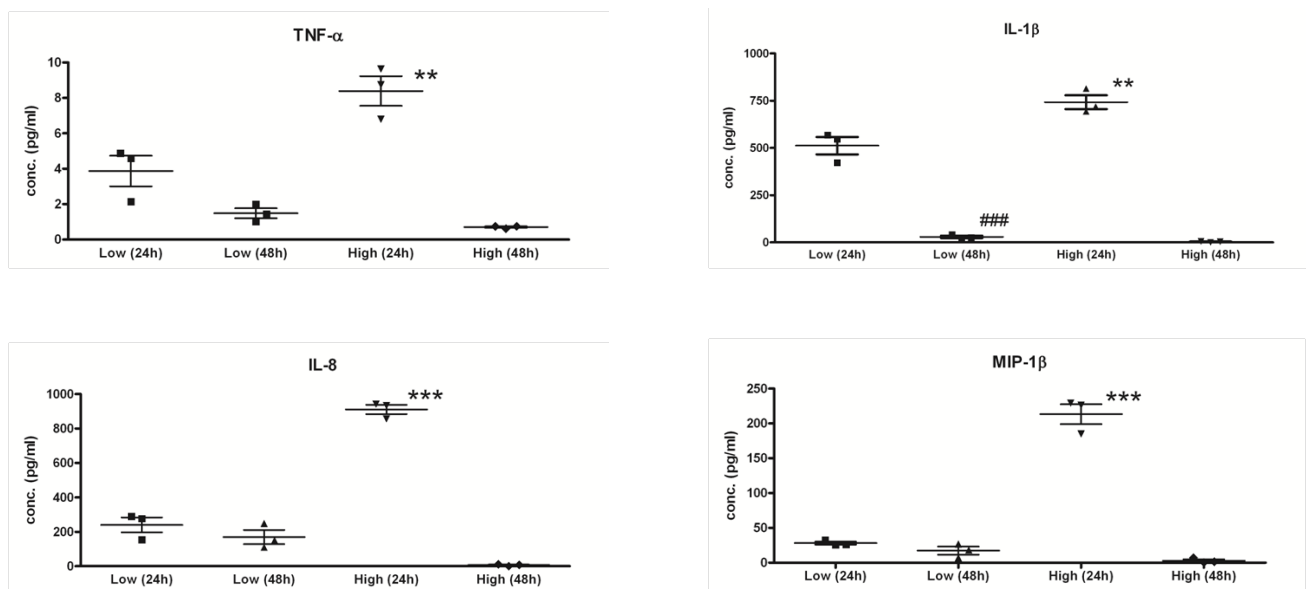 TNF-α
10
8
6
4
2
0
conc. (pg/ml)
**
Low (24h) Low (48h) High (24h) High (48h)
IL-1β
1000
750
500
250
0
conc. (pg/ml)
**
###
Low (24h) Low (48h) High (24h) High (48h)
IL-8
1000
800
600
400
200
0
conc. (pg/ml)
***
Low (24h) Low (48h) High (24h) High (48h)
MIP-1β
250
200
150
100
50
0
conc. (pg/ml)
***
Low (24h) Low (48h) High (24h) High (48h)